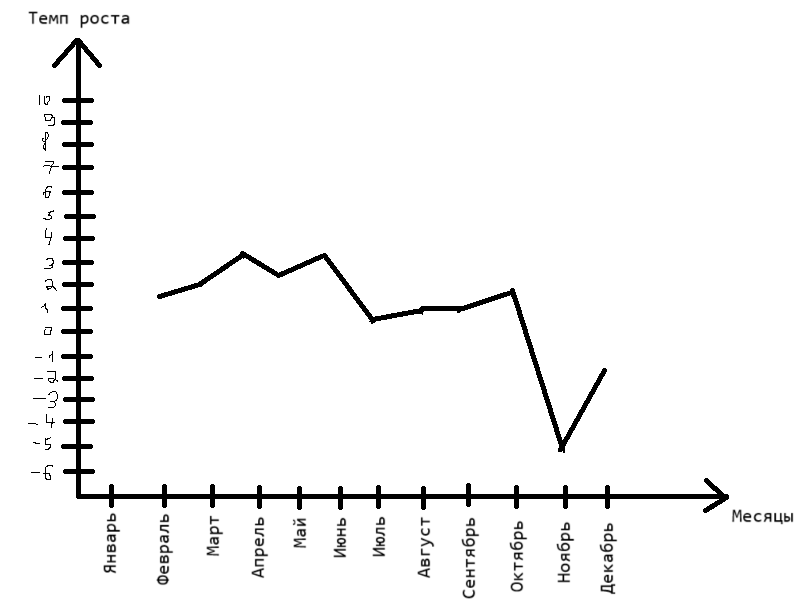 Темп роста
10
9
8
7
6
5
4
3
2
1
0
-1
-2
-3
-4
-5
-6
Месяцы
Январь
Февраль
Март
Апрель
Май
Июнь
Июль
Август
Сентябрь
Октябрь
Ноябрь
Декабрь